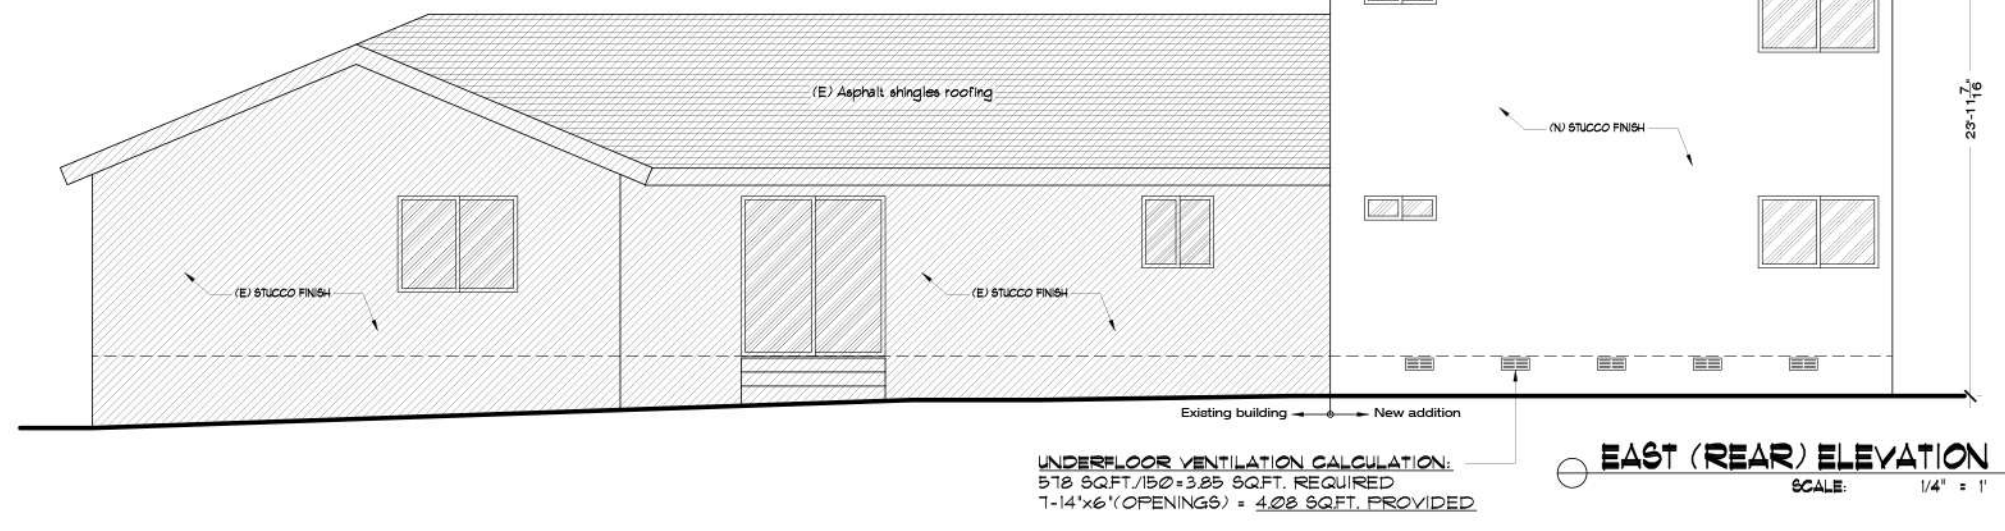 (E) Asphalt shingles roofing
(N) STUCCO FINISH
23'-11 7/16"
(E) STUCCO FINISH
(E) STUCCO FINISH
Existing building
New addition
UNDERFLOOR VENTILATION CALCULATION:
578 SQ.FT./150=3.85 SQ.FT. REQUIRED
7-14"x6"(OPENINGS) = 4.08 SQ.FT. PROVIDED
EAST (REAR) ELEVATION
SCALE: 1/4" = 1'